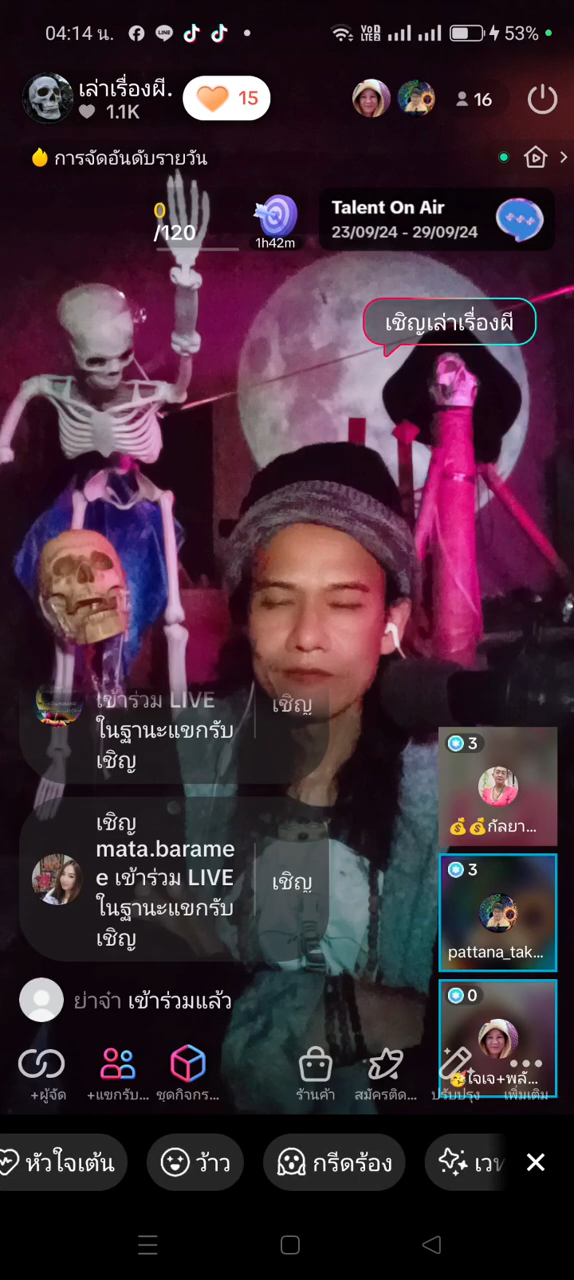 04:14 น.
VoD LTEB
53%
เล่าเรื่องผี.
1.1K
15
16
การจัดอันดับรายวัน
0
/120
1h42m
Talent On Air
23/09/24 - 29/09/24
เชิญเล่าเรื่องผี
เข้าร่วม LIVE
ในฐานะแขกรับ
เชิญ
เชิญ
เชิญ
mata.barame
e เข้าร่วม LIVE
ในฐานะแขกรับ
เชิญ
เชิญ
3
กัลยา...
3
pattana_tak...
0
ใจเจ+พลั...
ย่าจ๋า เข้าร่วมแล้ว
+ผู้จัด
+แขกรับ...
ชุดกิจกร...
ร้านค้า
สมัครติด...
ปรับปรุง
เพิ่มเติม
หัวใจเต้น
ว้าว
กรีดร้อง